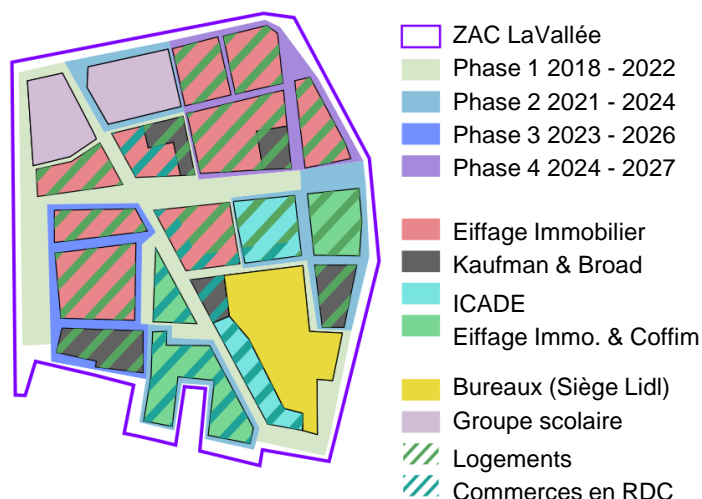 ZAC LaVallée
Phase 1 2018 - 2022
Phase 2 2021 - 2024
Phase 3 2023 - 2026
Phase 4 2024 - 2027
Eiffage Immobilier
Kaufman & Broad
ICADE
Eiffage Immo. & Coffim
Bureaux (Siège Lidl)
Groupe scolaire
Logements
Commerces en RDC